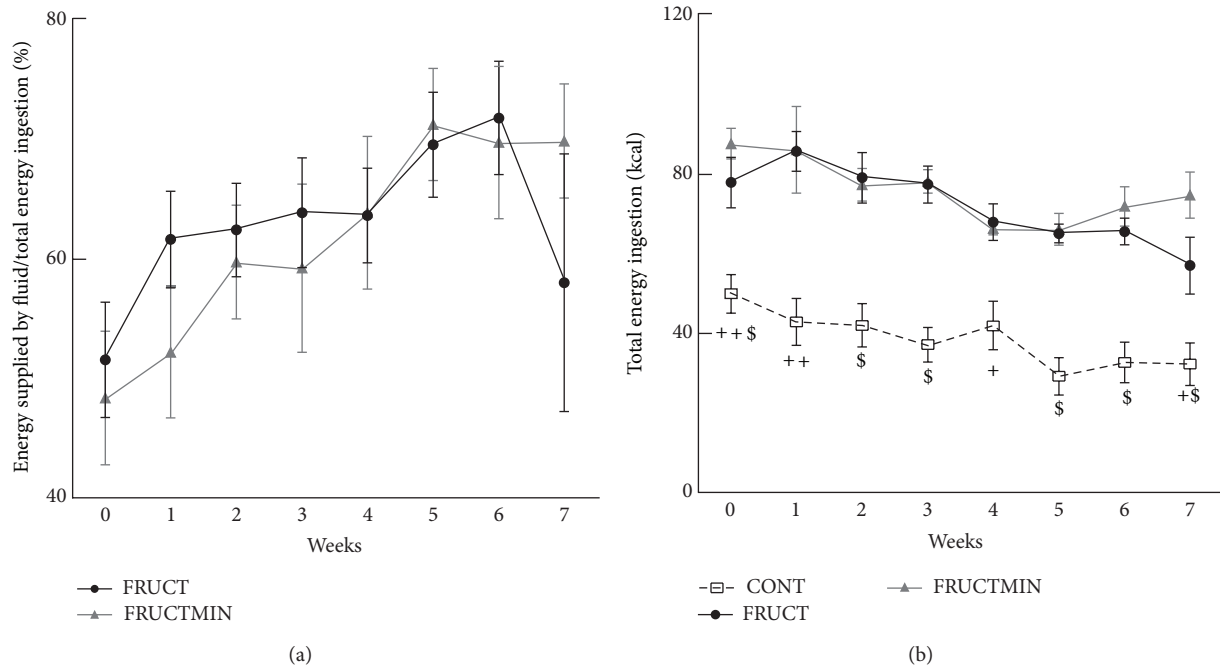 Energy supplied by fluid/total energy ingestion (%)
80
60
40
0 1 2 3 4 5 6 7
Weeks
FRUCT
FRUCTMIN
(a)
Total energy ingestion (kcal)
120
80
40
0
++$ ++ $ $ + $ $ +$
0 1 2 3 4 5 6 7
Weeks
CONT FRUCTMIN
FRUCT
(b)